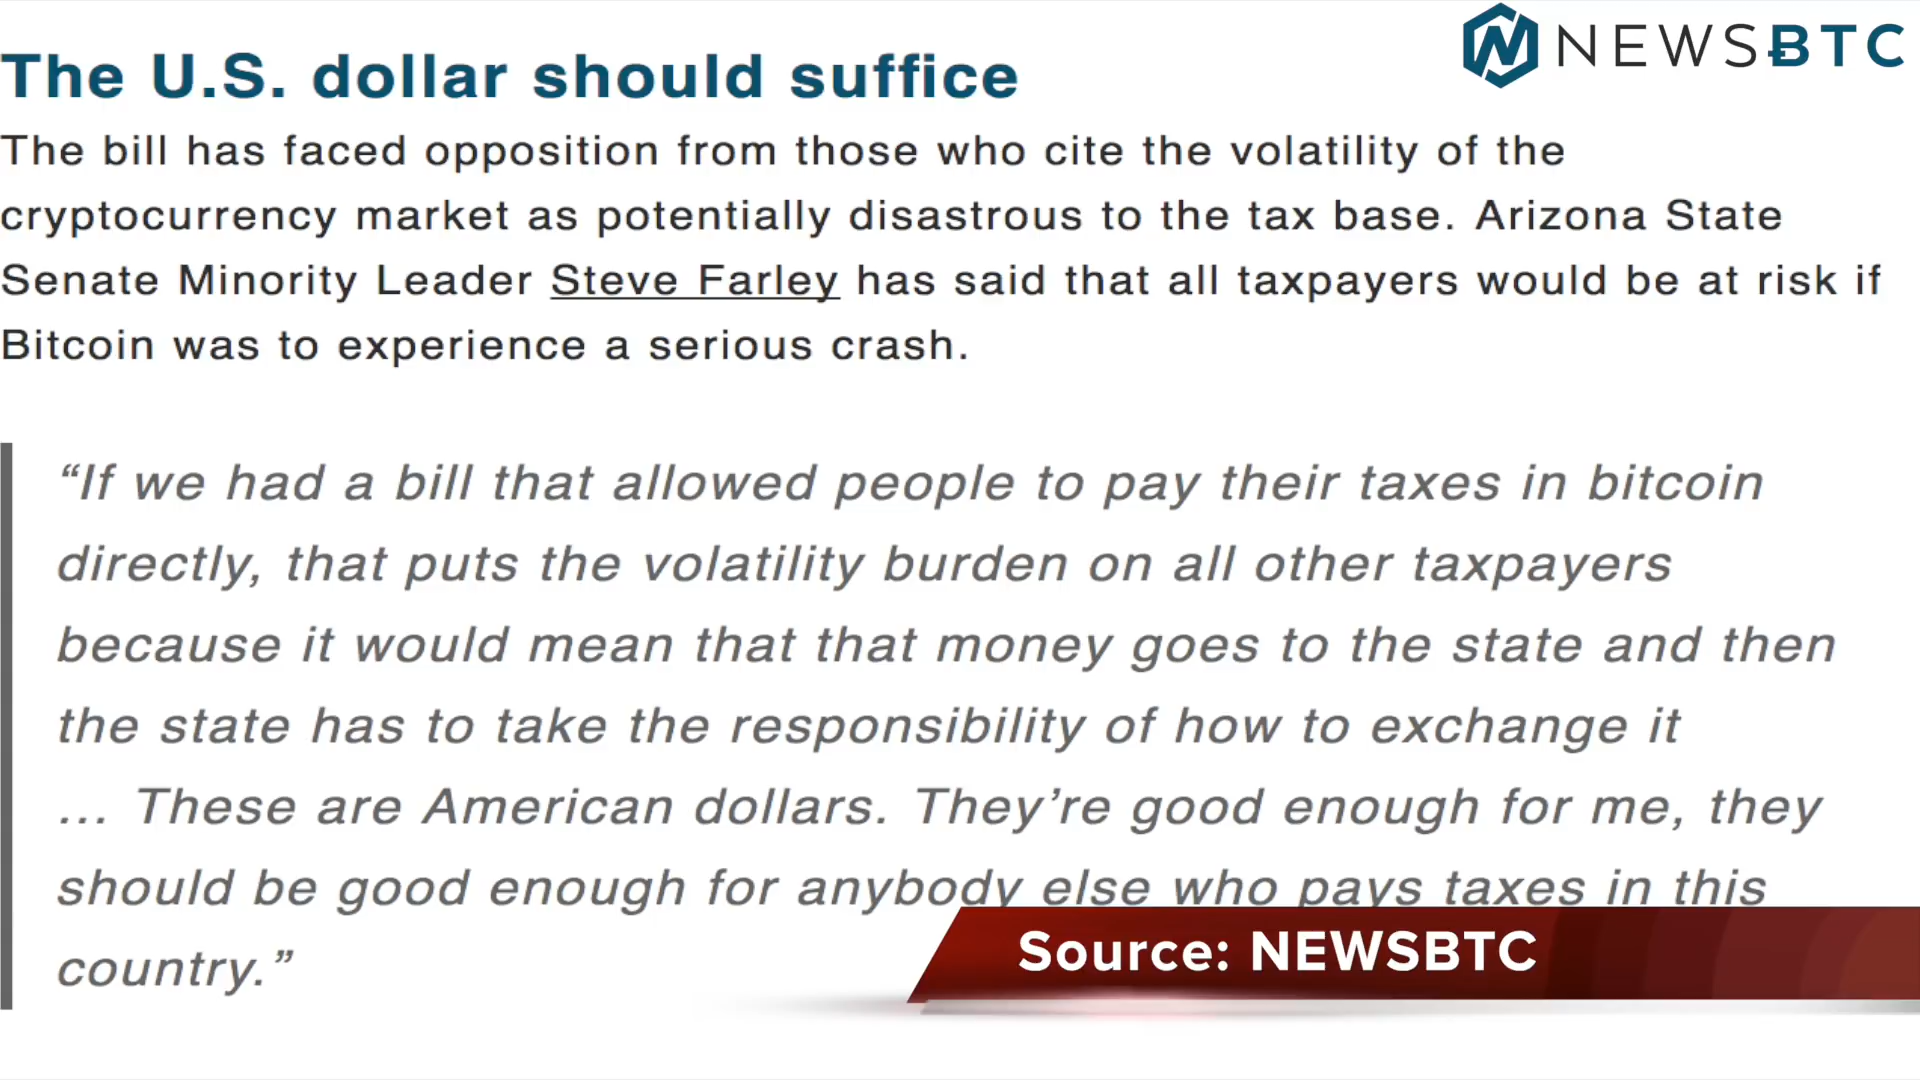 NEWSBTC
The U.S. dollar should suffice
The bill has faced opposition from those who cite the volatility of the
cryptocurrency market as potentially disastrous to the tax base. Arizona State
Senate Minority Leader Steve Farley has said that all taxpayers would be at risk if
Bitcoin was to experience a serious crash.
“If we had a bill that allowed people to pay their taxes in bitcoin
directly, that puts the volatility burden on all other taxpayers
because it would mean that that money goes to the state and then
the state has to take the responsibility of how to exchange it
… These are American dollars. They’re good enough for me, they
should be good enough for anybody else who pays taxes in this
country.”
Source: NEWSBTC